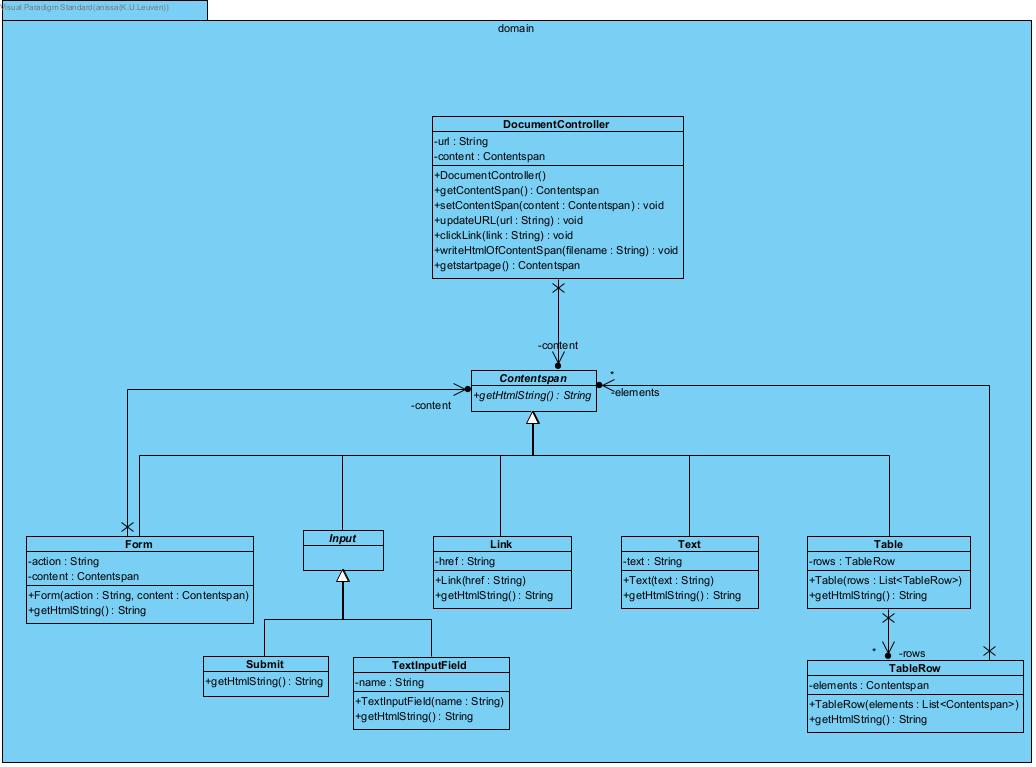 Visual Paradigm Standard(anissa(K.U.Leuven))
domain
DocumentController
-url : String
-content : Contentspan
+DocumentController()
+getContentSpan() : Contentspan
+setContentSpan(content : Contentspan) : void
+updateURL(url : String) : void
+clickLink(link : String) : void
+writeHtmlOfContentSpan(filename : String) : void
+getstartpage() : Contentspan
-content
Contentspan
+getHtmlString() : String
-content
*
-elements
Form
-action : String
-content : Contentspan
+Form(action : String, content : Contentspan)
+getHtmlString() : String
Input
Link
-href : String
+Link(href : String)
+getHtmlString() : String
Text
-text : String
+Text(text : String)
+getHtmlString() : String
Table
-rows : TableRow
+Table(rows : List<TableRow>)
+getHtmlString() : String
*
-rows
Submit
+getHtmlString() : String
TextInputField
-name : String
+TextInputField(name : String)
+getHtmlString() : String
TableRow
-elements : Contentspan
+TableRow(elements : List<Contentspan>)
+getHtmlString() : String